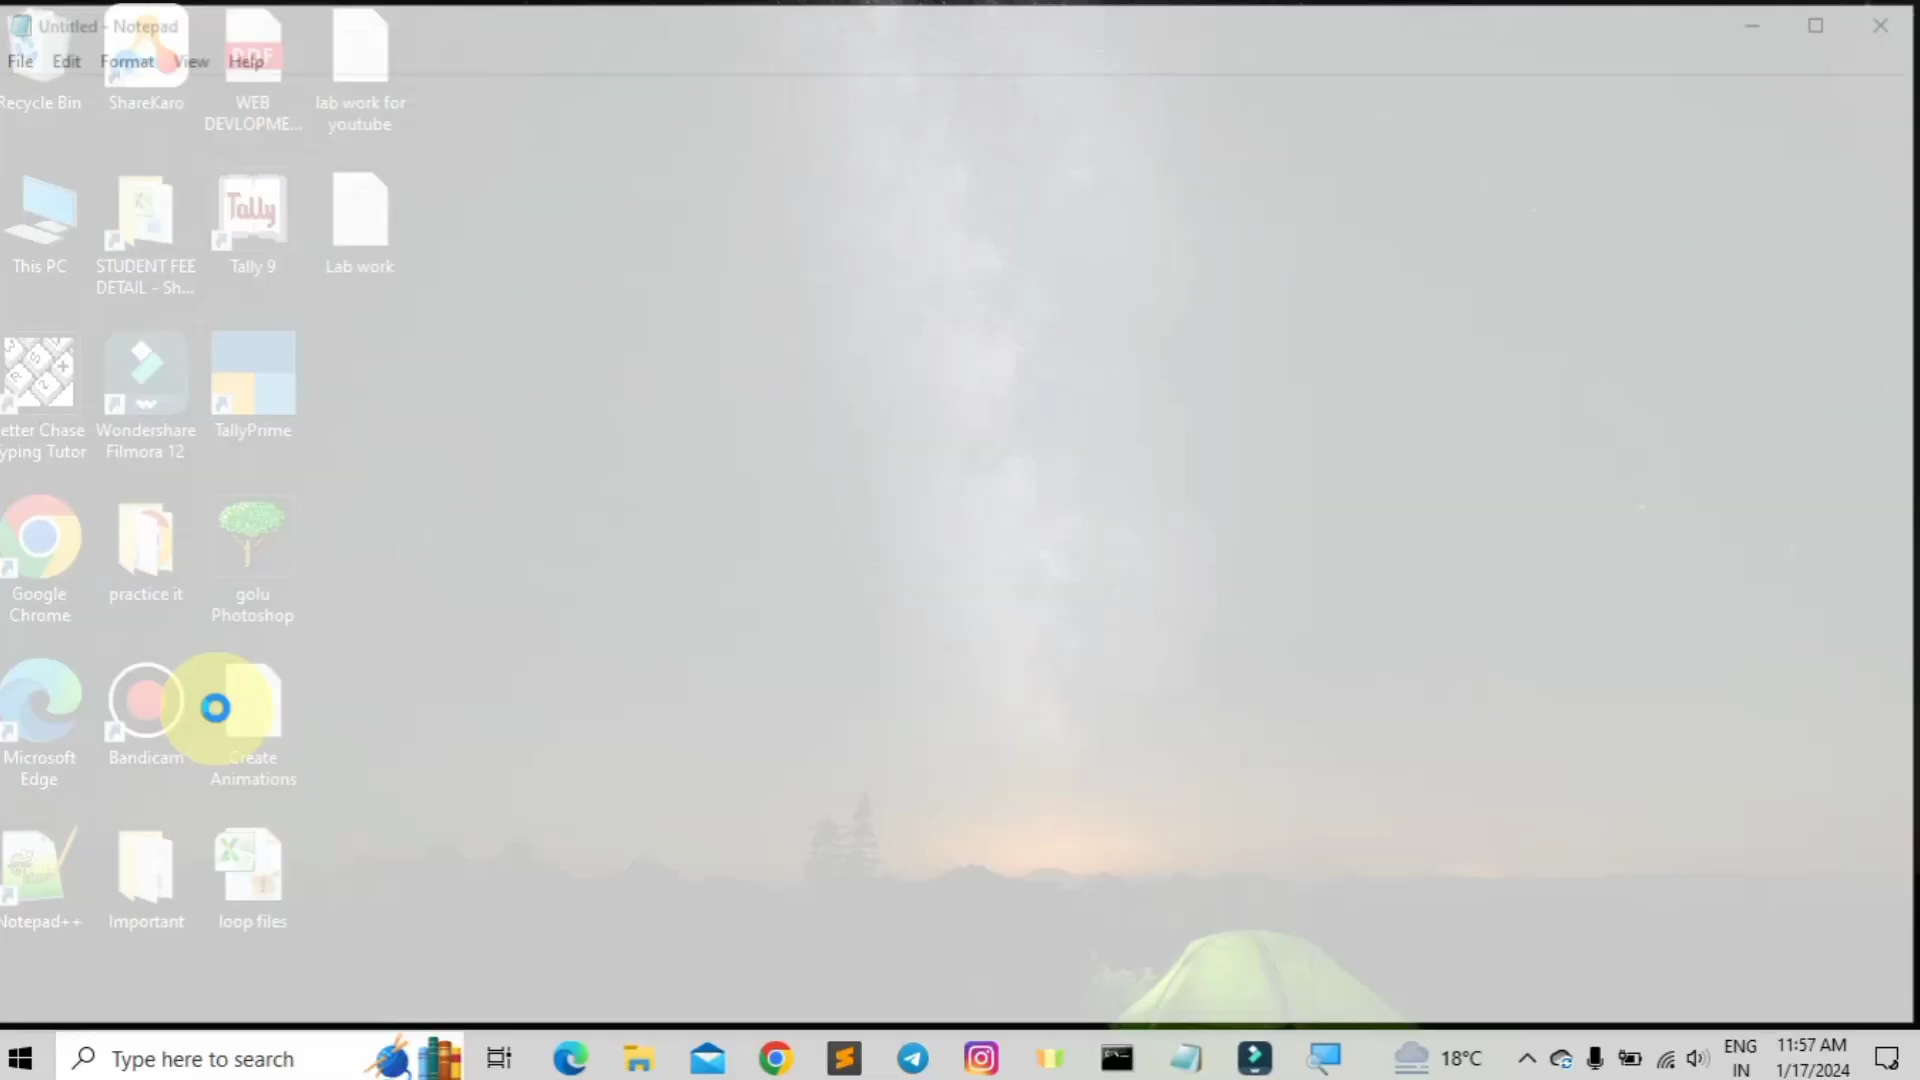 Untitled - Notepad
File Edit Format View Help
Recycle Bin
ShareKaro
PDF
WEB
DEVLOPME...
lab work for
youtube
This PC
STUDENT FEE
DETAIL - Sh...
Tally
Tally 9
Lab work
etter Chase
yping Tutor
Wondershare
Filmora 12
TallyPrime
Google
Chrome
practice it
golu
Photoshop
Microsoft
Edge
Bandicam
Create
Animations
Notepad++
Important
loop files
Type here to search
18°C
ENG
IN
11:57 AM
1/17/2024